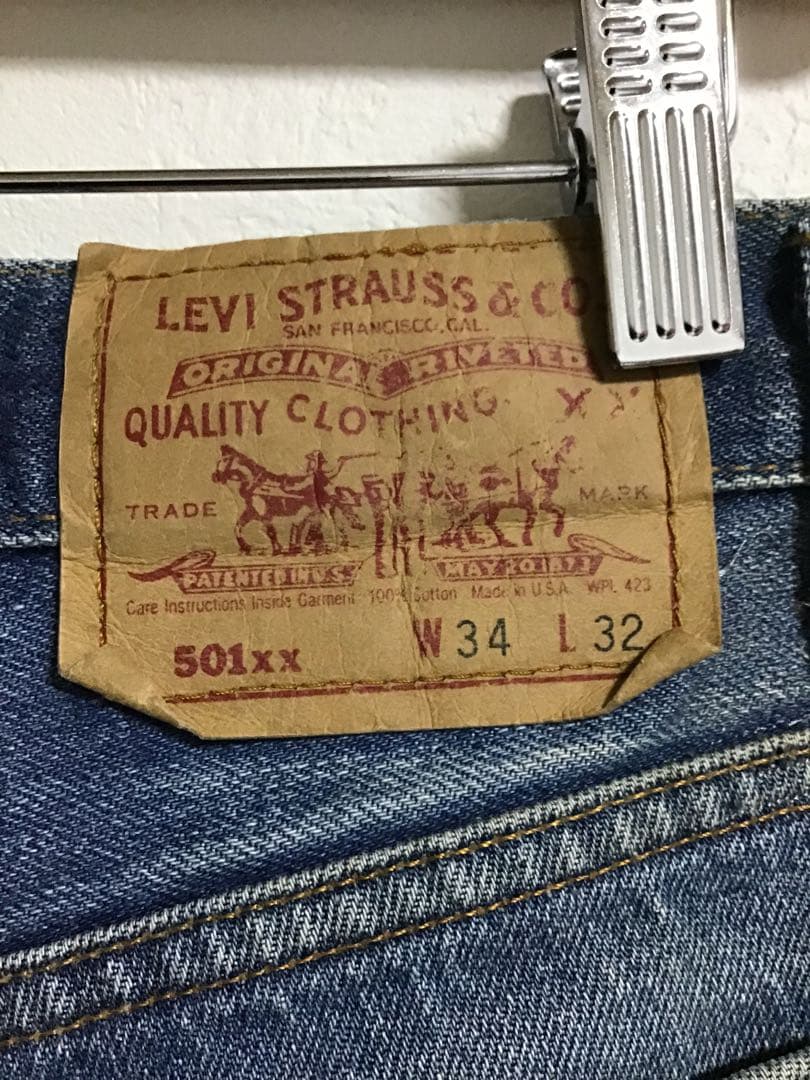 LEVI STRAUSS & CO.
SAN FRANCISCO, CAL.
ORIGINAL RIVETED
QUALITY CLOTHING XX
TRADE MARK
PATENTED IN U.S. MAY 20 1873
Care Instructions Inside Garment 100% Cotton Made in U.S.A. WPL 423
501xx W 34 L 32